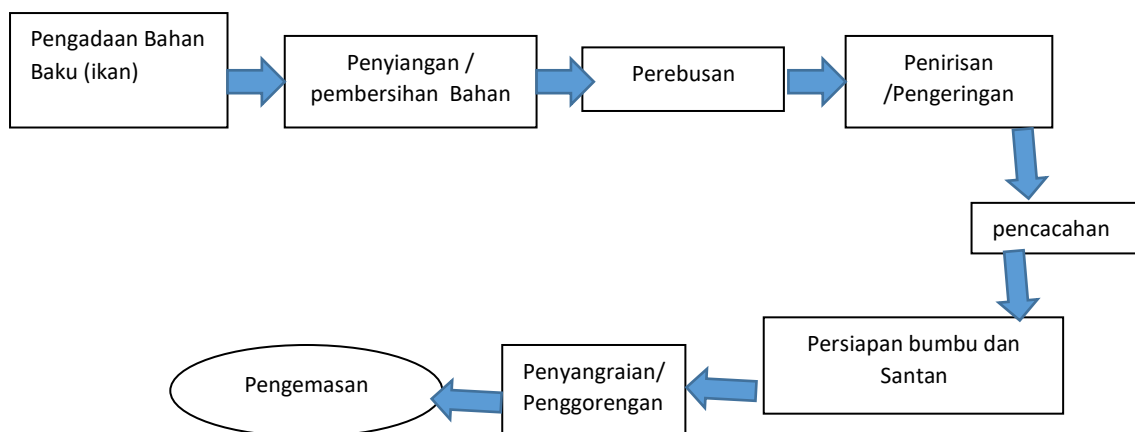 Pengadaan Bahan
Baku (ikan)
Penyiangan /
pembersihan Bahan
Perebusan
Penirisan
/Pengeringan
pencacahan
Persiapan bumbu dan
Santan
Penyangraian/
Penggorengan
Pengemasan